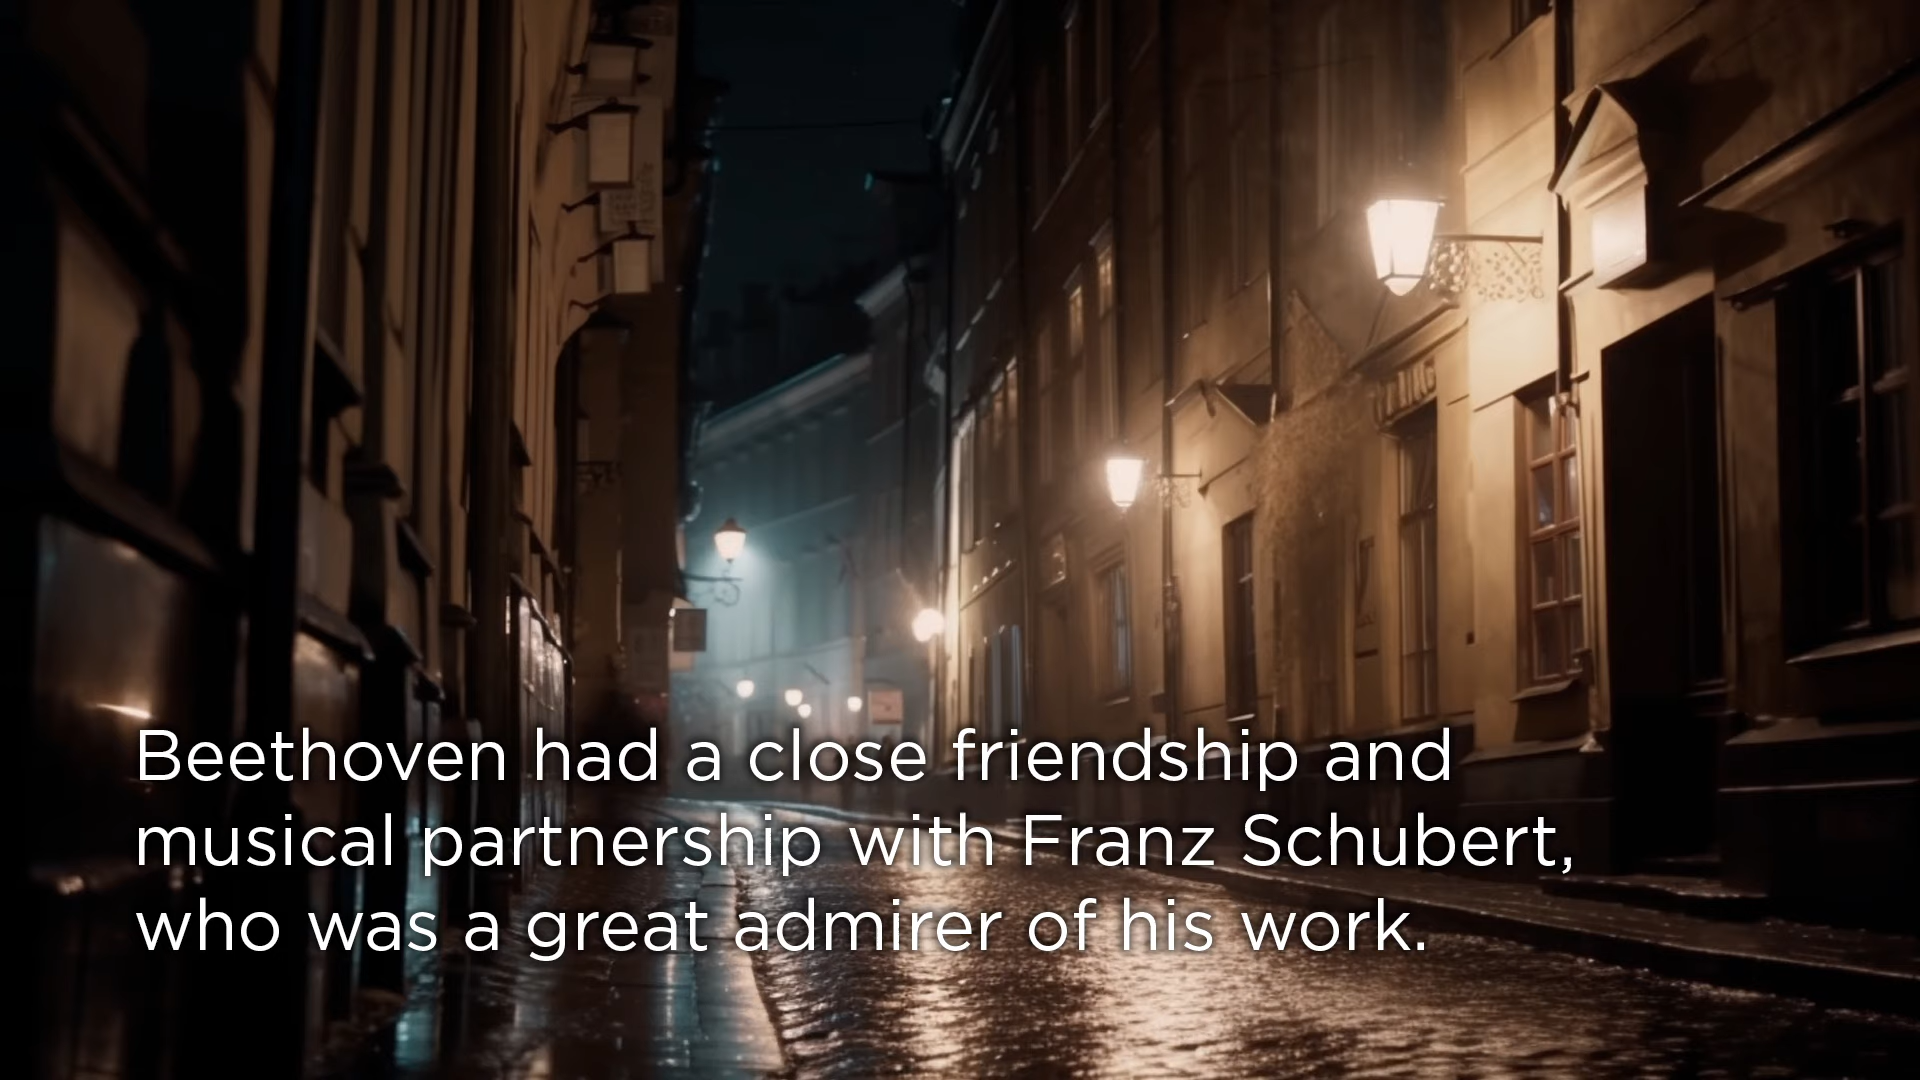 Beethoven had a close friendship and
musical partnership with Franz Schubert,
who was a great admirer of his work.